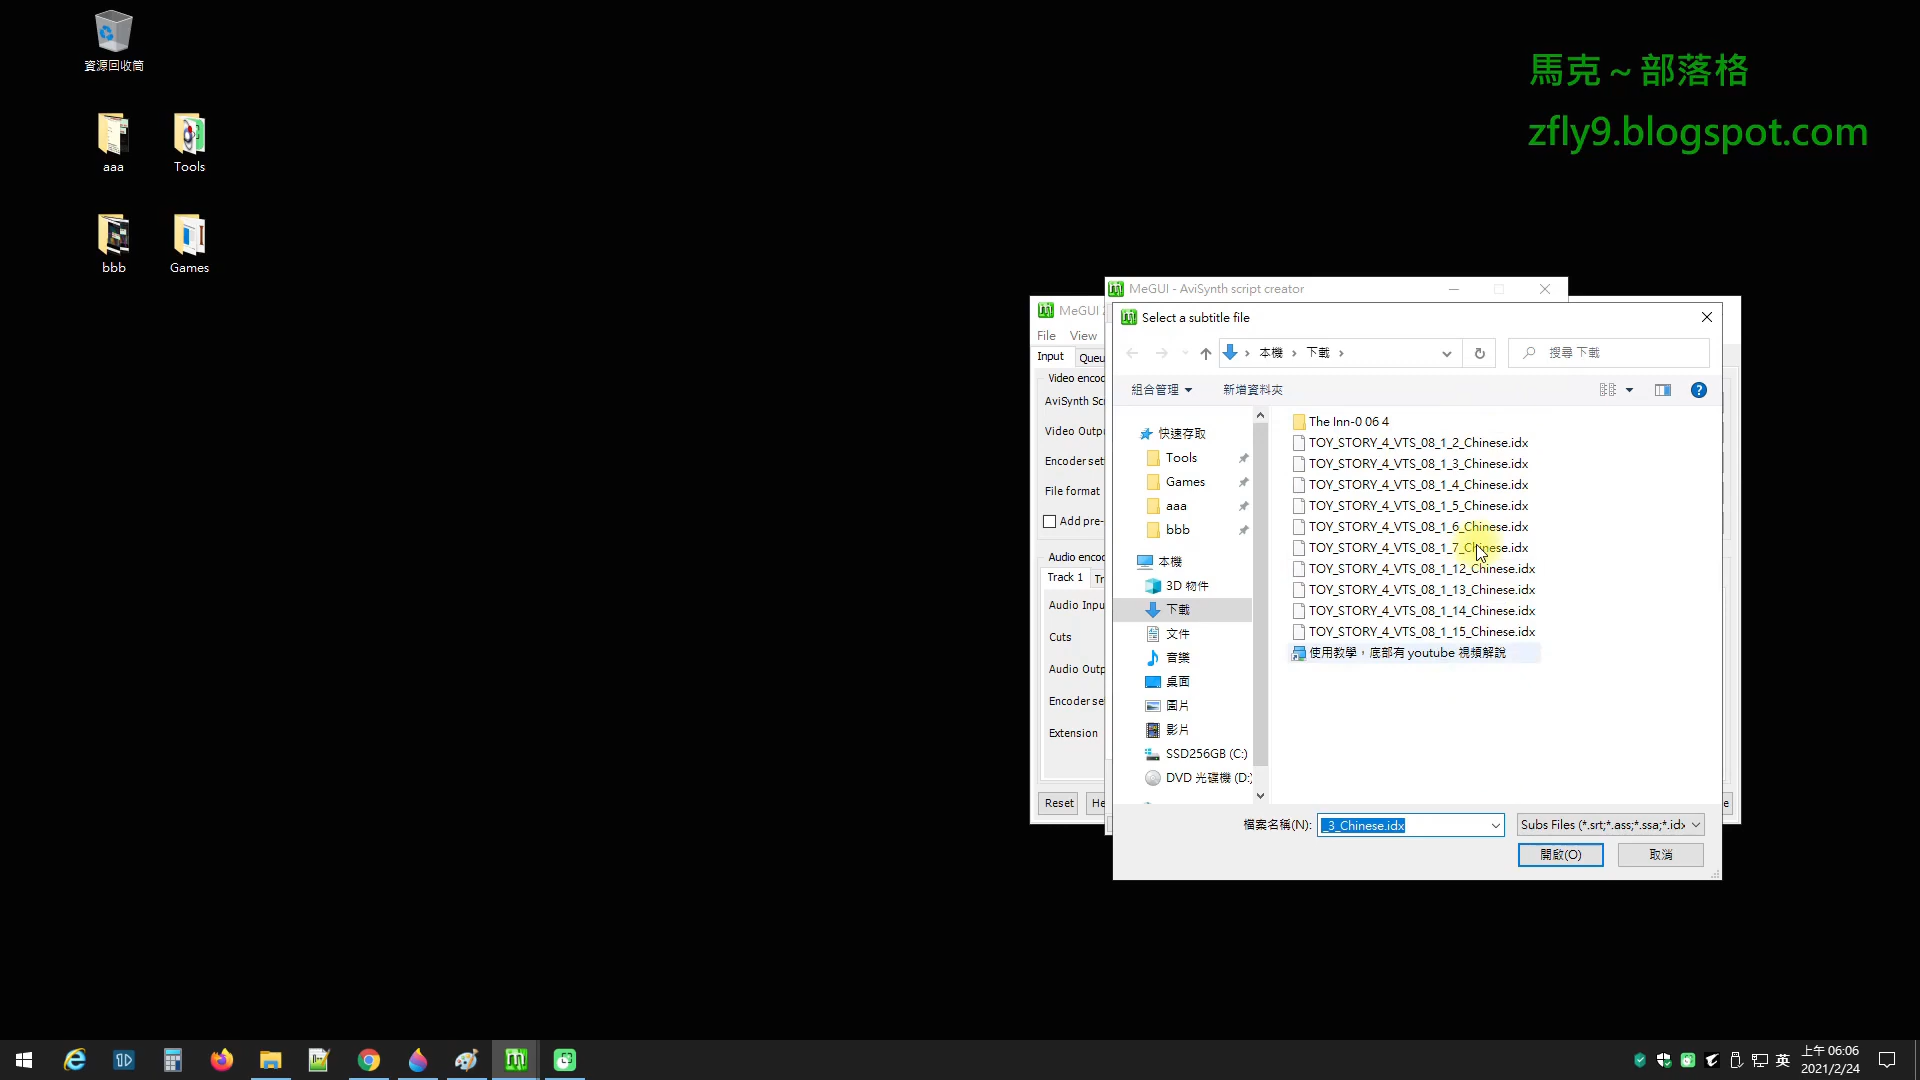 資源回收筒
aaa
Tools
bbb
Games
馬克～部落格
zfly9.blogspot.com
MeGUI
File View
Input Queu
Video encod
AviSynth Sc
Video Outpu
Encoder set
File format
Add pre-
Audio encod
Track 1 Tr
Audio Inpu
Cuts
Audio Outp
Encoder se
Extension
Reset He
MeGUI - AviSynth script creator
Select a subtitle file
本機 › 下載 ›
搜尋 下載
組合管理 新增資料夾
快速存取
Tools
Games
aaa
bbb
本機
3D 物件
下載
文件
音樂
桌面
圖片
影片
SSD256GB (C:)
DVD 光碟機 (D:)
The Inn-0 06 4
TOY_STORY_4_VTS_08_1_2_Chinese.idx
TOY_STORY_4_VTS_08_1_3_Chinese.idx
TOY_STORY_4_VTS_08_1_4_Chinese.idx
TOY_STORY_4_VTS_08_1_5_Chinese.idx
TOY_STORY_4_VTS_08_1_6_Chinese.idx
TOY_STORY_4_VTS_08_1_7_Chinese.idx
TOY_STORY_4_VTS_08_1_12_Chinese.idx
TOY_STORY_4_VTS_08_1_13_Chinese.idx
TOY_STORY_4_VTS_08_1_14_Chinese.idx
TOY_STORY_4_VTS_08_1_15_Chinese.idx
使用教學，底部有 youtube 視頻解說
檔案名稱(N): _3_Chinese.idx
Subs Files (*.srt;*.ass;*.ssa;*.idx
開啟(O) 取消
e
英
上午 06:06
2021/2/24